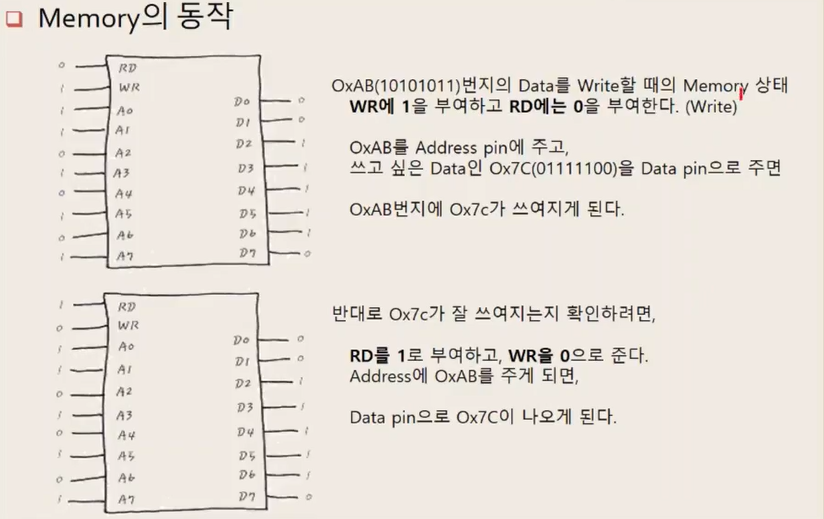 Memory의 동작
0 RD
1 WR
1 A0 D0 0
1 A1 D1 0
0 A2 D2 1
1 A3 D3 1
0 A4 D4 1
1 A5 D5 1
0 A6 D6 1
1 A7 D7 0
OxAB(10101011)번지의 Data를 Write할 때의 Memory 상태
WR에 1을 부여하고 RD에는 0을 부여한다. (Write)
OxAB를 Address pin에 주고,
쓰고 싶은 Data인 Ox7C(01111100)을 Data pin으로 주면
OxAB번지에 Ox7c가 쓰여지게 된다.
1 RD
0 WR
1 A0 D0 0
1 A1 D1 0
0 A2 D2 1
1 A3 D3 1
0 A4 D4 1
1 A5 D5 1
0 A6 D6 1
1 A7 D7 0
반대로 Ox7c가 잘 쓰여지는지 확인하려면,
RD를 1로 부여하고, WR을 0으로 준다.
Address에 OxAB를 주게 되면,
Data pin으로 Ox7C이 나오게 된다.